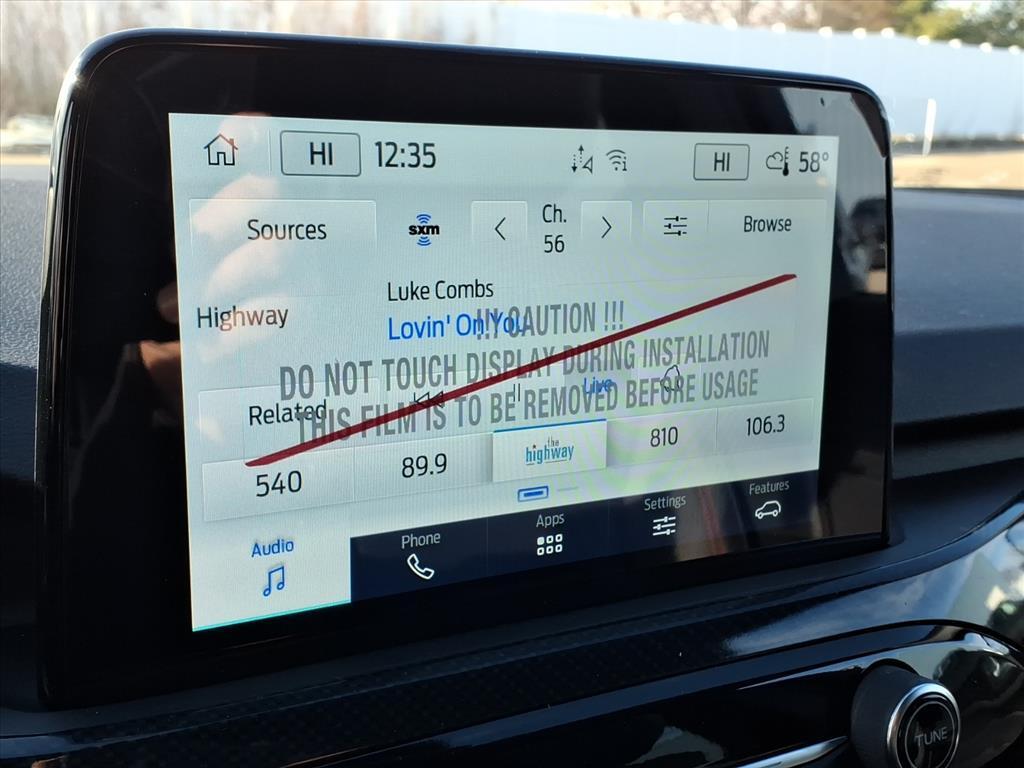 HI 12:35 HI 58°
Sources sxm < Ch. 56 > Browse
Highway
Luke Combs
Lovin' On You
!!! CAUTION !!!
DO NOT TOUCH DISPLAY DURING INSTALLATION
THIS FILM IS TO BE REMOVED BEFORE USAGE
Related Live
540 89.9 the highway 810 106.3
Audio Phone Apps Settings Features
TUNE